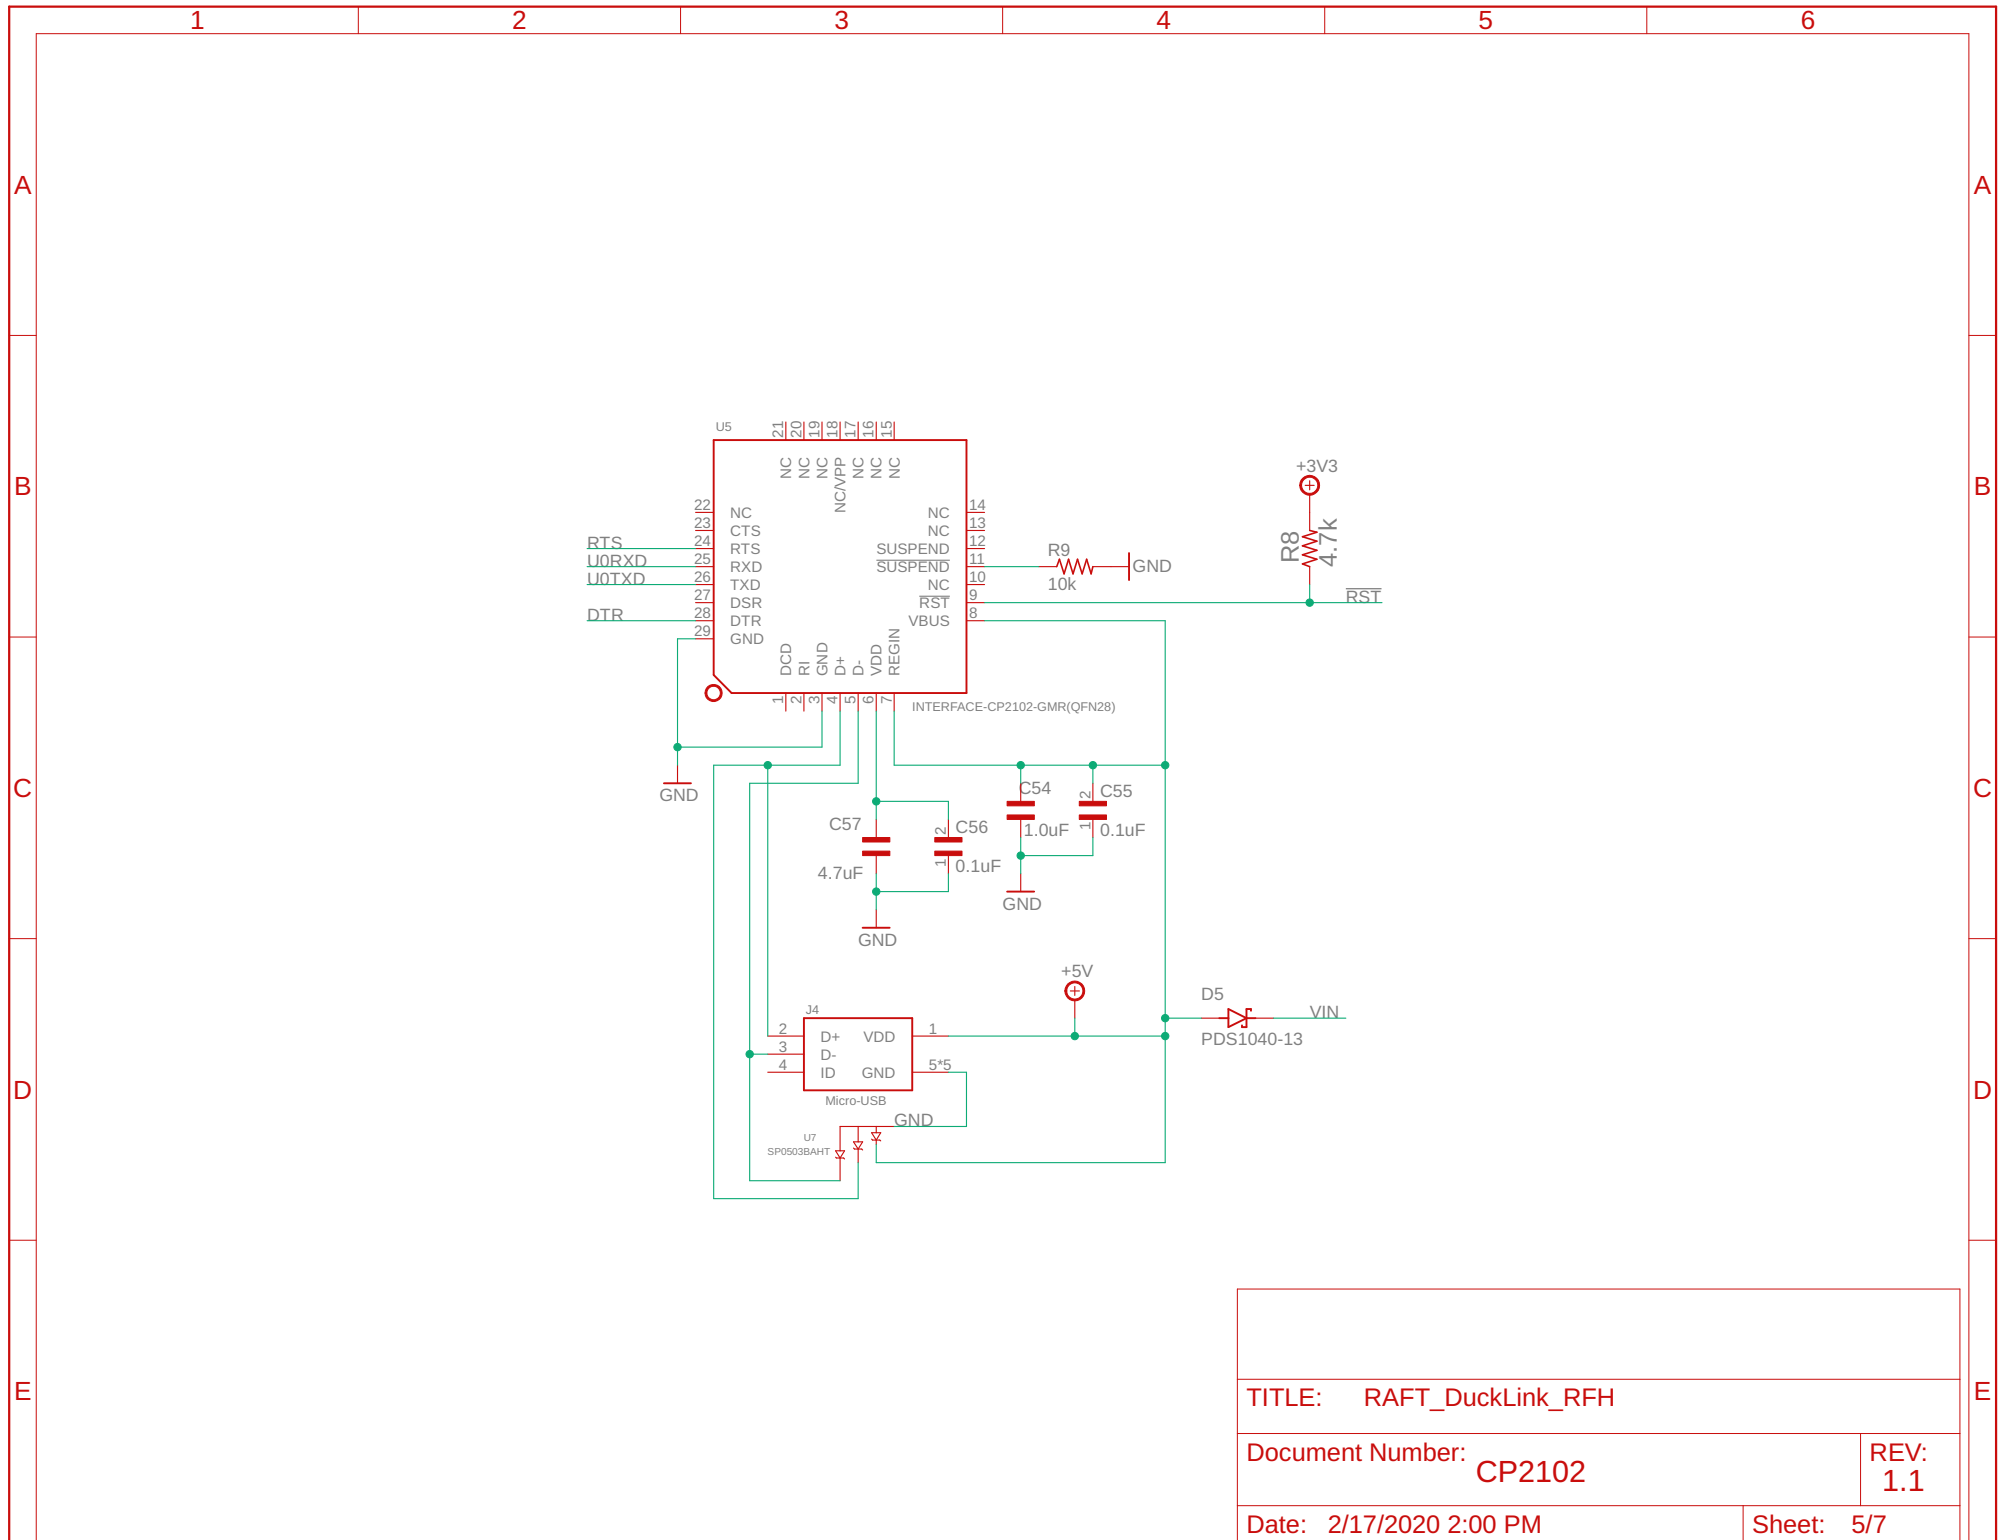 1 2 3 4 5 6
A A
B B
C C
D D
E E
U5
21 20 19 18 17 16 15
NC NC NC NC/VPP NC NC NC
22 NC
23 CTS
RTS 24 RTS
U0RXD 25 RXD
U0TXD 26 TXD
27 DSR
DTR 28 DTR
29 GND
NC 14
NC 13
SUSPEND 12
SUSPEND 11
NC 10
RST 9
VBUS 8
DCD RI GND D+ D- VDD REGIN
1 2 3 4 5 6 7
INTERFACE-CP2102-GMR(QFN28)
R9
10k
GND
+3V3
R8
4.7k
RST
GND
C57
4.7uF
2 C56
1 0.1uF
GND
C54
1.0uF
2 C55
1 0.1uF
GND
+5V
D5
VIN
PDS1040-13
J4
2 D+ VDD 1
3 D-
4 ID GND 5*5
Micro-USB
GND
U7
SP0503BAHT
TITLE: RAFT_DuckLink_RFH
Document Number: CP2102
REV: 1.1
Date: 2/17/2020 2:00 PM
Sheet: 5/7